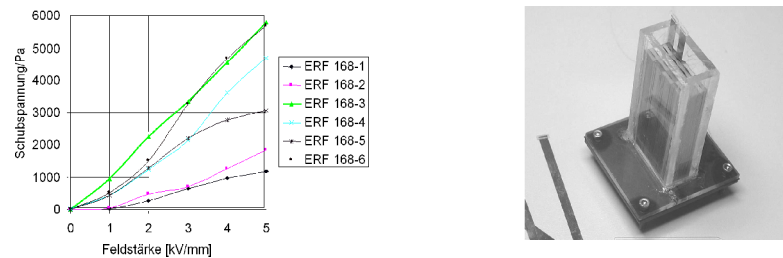 Schubspannung/Pa
6000
5000
4000
3000
2000
1000
0
0 1 2 3 4 5
Feldstärke [kV/mm]
ERF 168-1
ERF 168-2
ERF 168-3
ERF 168-4
ERF 168-5
ERF 168-6